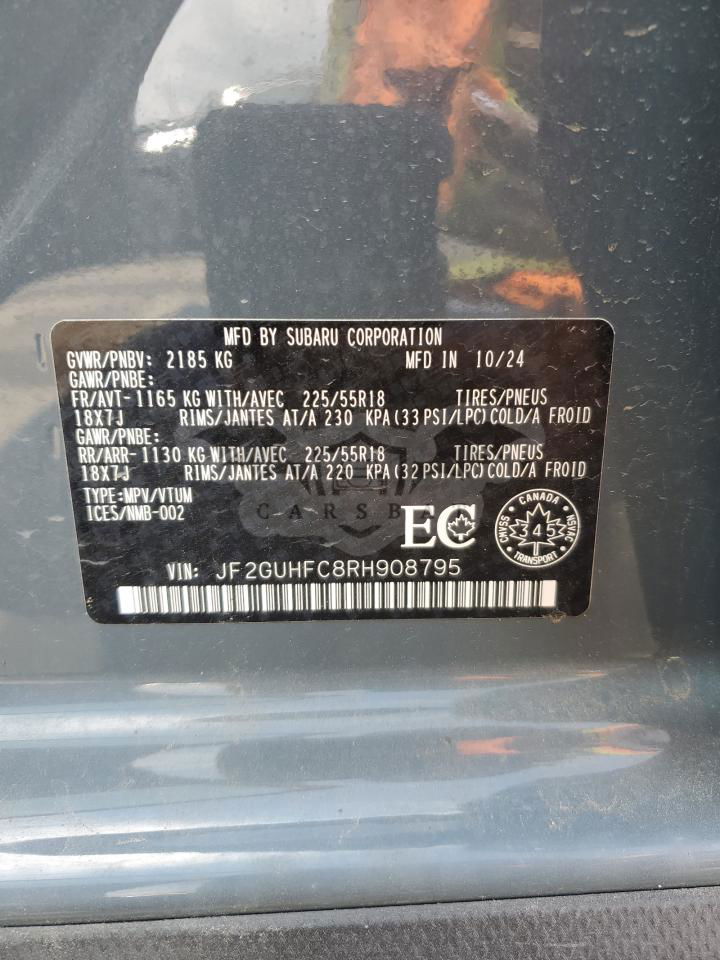 MFD BY SUBARU CORPORATION
GVWR/PNBV: 2185 KG MFD IN 10/24
GAWR/PNBE:
FR/AVT-1165 KG WITH/AVEC 225/55R18 TIRES/PNEUS
18X7J RIMS/JANTES AT/A 230 KPA(33 PSI/LPC)COLD/A FROID
GAWR/PNBE:
RR/ARR-1130 KG WITH/AVEC 225/55R18 TIRES/PNEUS
18X7J RIMS/JANTES AT/A 220 KPA(32 PSI/LPC)COLD/A FROID
TYPE:MPV/VTUM
ICES/NMB-002
CARSB
EC
CANADA
CMVSS 345 NSVAC
TRANSPORT
VIN: JF2GUHFC8RH908795